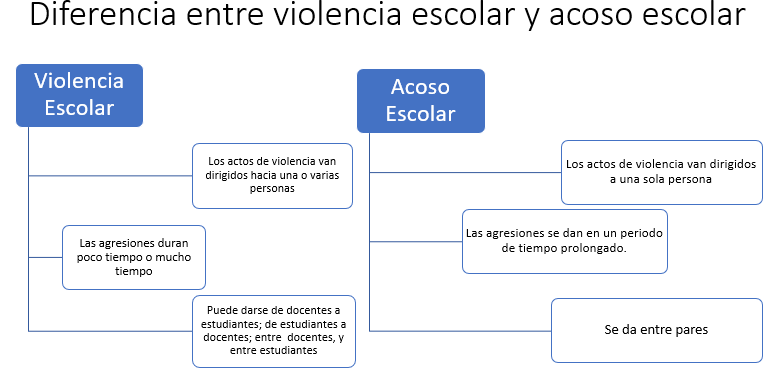 Diferencia entre violencia escolar y acoso escolar
Violencia
Escolar
Los actos de violencia van
dirigidos hacia una o varias
personas
Las agresiones duran
poco tiempo o mucho
tiempo
Puede darse de docentes a
estudiantes; de estudiantes a
docentes; entre docentes, y
entre estudiantes
Acoso
Escolar
Los actos de violencia van dirigidos
a una sola persona
Las agresiones se dan en un periodo
de tiempo prolongado.
Se da entre pares